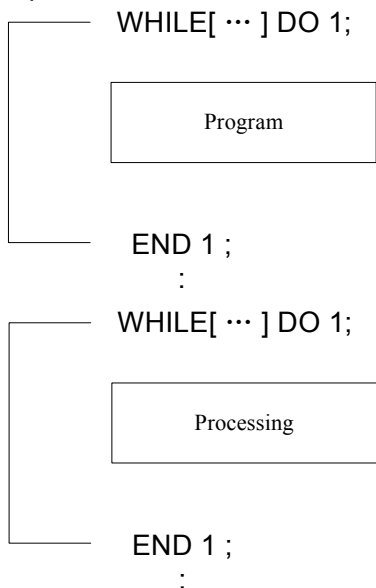 WHILE[ ··· ] DO 1;
Program
END 1 ;
:
WHILE[ ··· ] DO 1;
Processing
END 1 ;
: